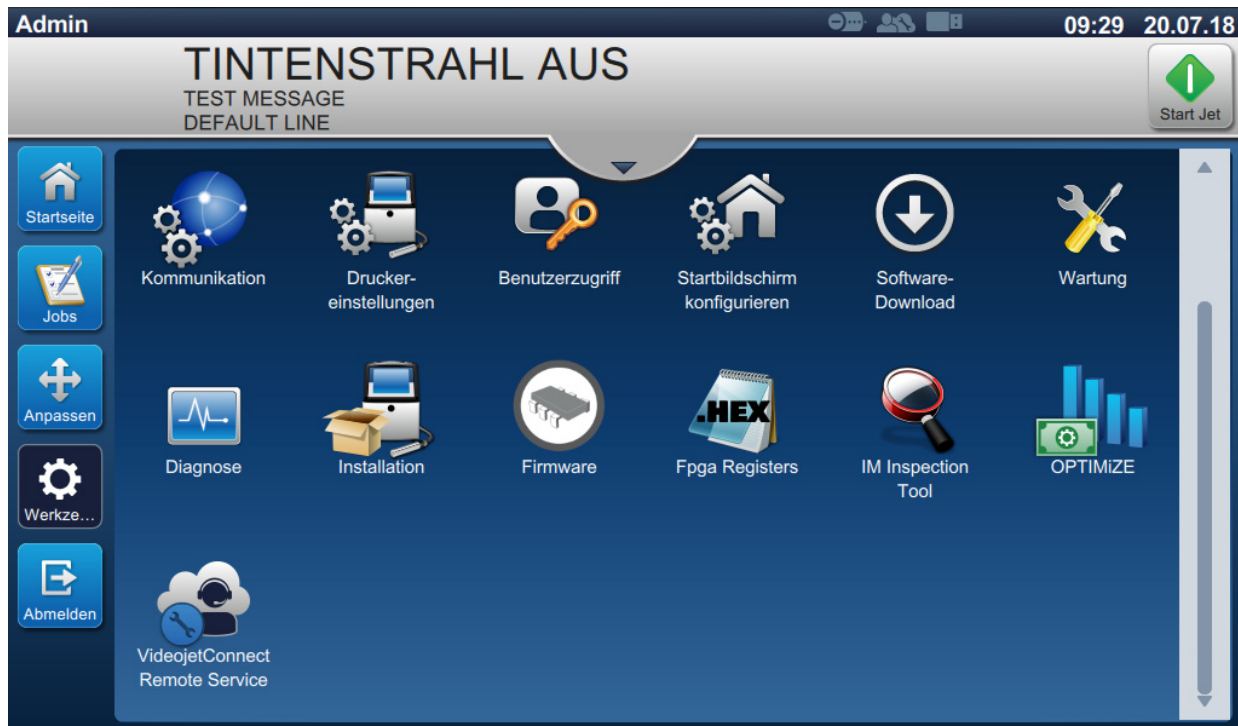 Admin
09:29 20.07.18
TINTENSTRAHL AUS
TEST MESSAGE
DEFAULT LINE
Start Jet
Startseite
Jobs
Anpassen
Werkze...
Abmelden
Kommunikation
Drucker-
einstellungen
Benutzerzugriff
Startbildschirm
konfigurieren
Software-
Download
Wartung
Diagnose
Installation
Firmware
.HEX
Fpga Registers
IM Inspection
Tool
OPTIMiZE
VideojetConnect
Remote Service